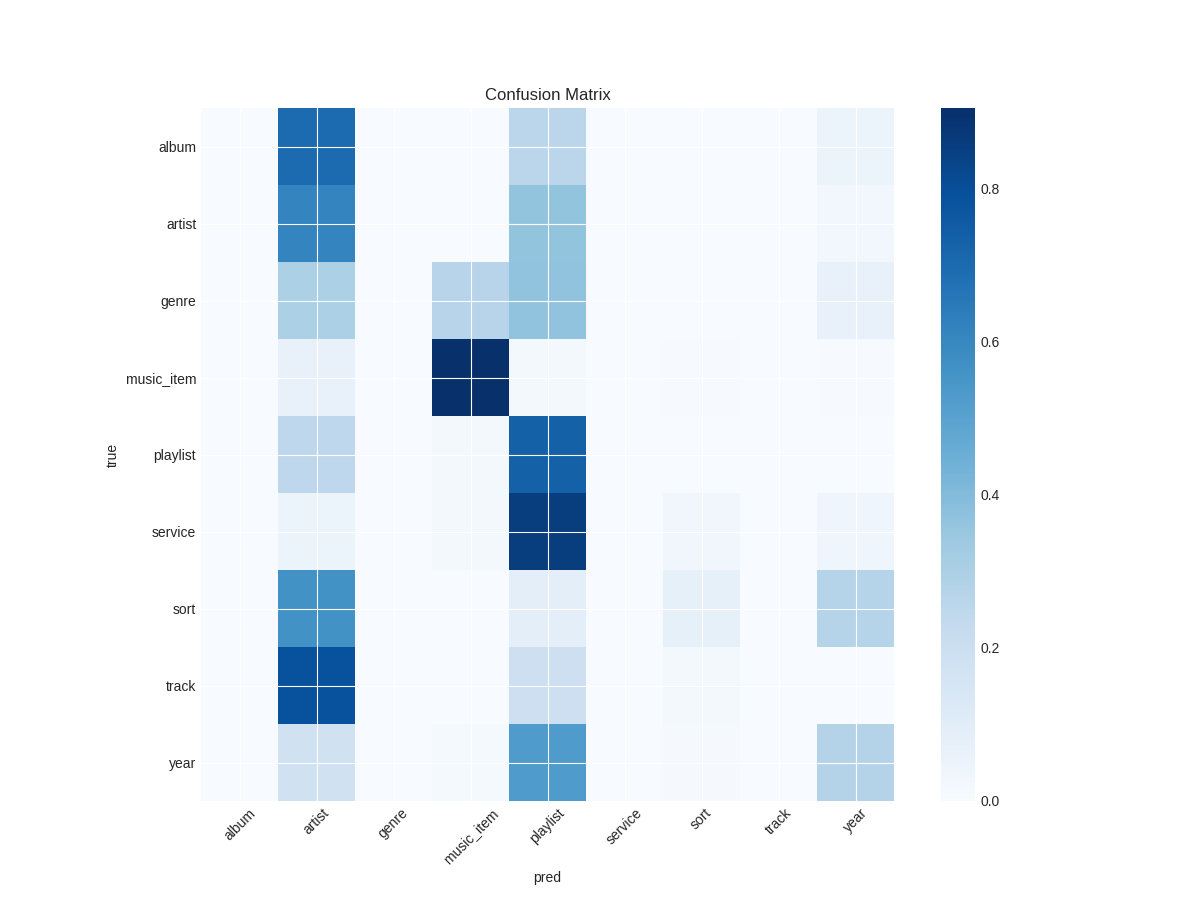 Confusion Matrix
album
artist
genre
music_item
playlist
service
sort
track
year
true
album
artist
genre
music_item
playlist
service
sort
track
year
pred
0.8
0.6
0.4
0.2
0.0